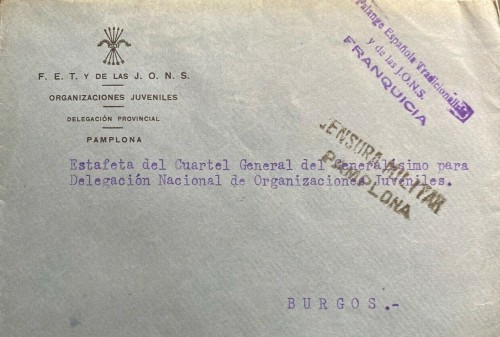 F. E. T. Y DE LAS J. O. N. S.
ORGANIZACIONES JUVENILES
DELEGACIÓN PROVINCIAL
PAMPLONA
Falange Española Tradicionalista
y de las J.O.N.S.
FRANQUICIA
CENSURA MILITAR
PAMPLONA
Estafeta del Cuartel General del Generalísimo para
Delegación Nacional de Organizaciones Juveniles.
BURGOS.-